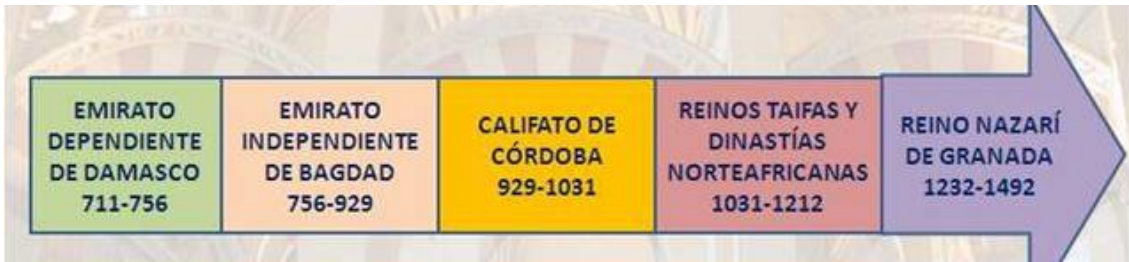 EMIRATO
DEPENDIENTE
DE DAMASCO
711-756
EMIRATO
INDEPENDIENTE
DE BAGDAD
756-929
CALIFATO DE
CÓRDOBA
929-1031
REINOS TAIFAS Y
DINASTÍAS
NORTEAFRICANAS
1031-1212
REINO NAZARÍ
DE GRANADA
1232-1492